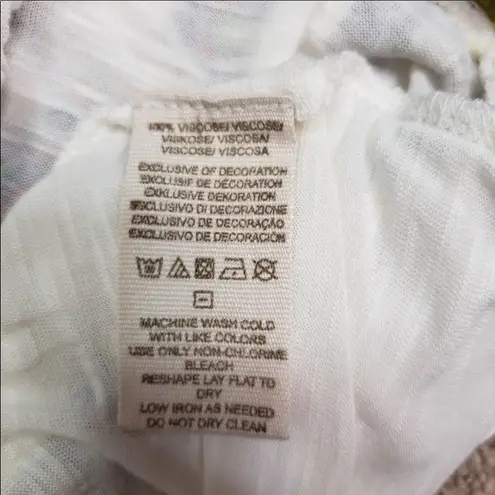 100% VISCOSE/ VISCOSE/
VISKOSE/ VISCOSA/
VISCOSE/ VISCOSA
EXCLUSIVE OF DECORATION
EXCLUSIF DE DÉCORATION
EXKLUSIVE DEKORATION
ESCLUSIVO DI DECORAZIONE
EXCLUSIVO DE DECORAÇÃO
EXCLUSIVO DE DECORACIÓN
MACHINE WASH COLD
WITH LIKE COLORS
USE ONLY NON-CHLORINE
BLEACH
RESHAPE LAY FLAT TO
DRY
LOW IRON AS NEEDED
DO NOT DRY CLEAN